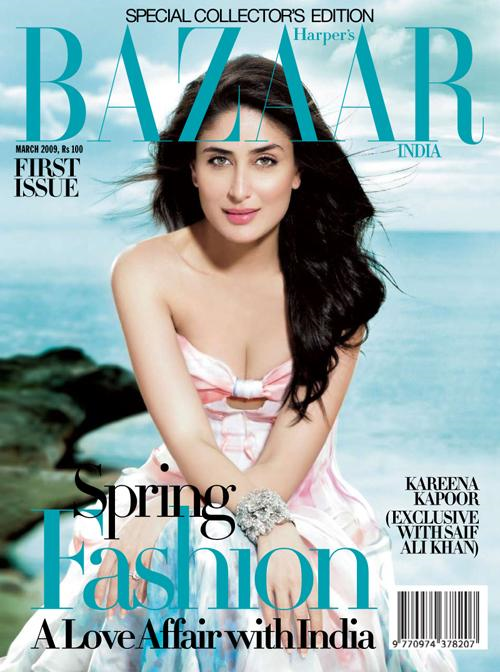 SPECIAL COLLECTOR'S EDITION
Harper's
BAZAAR
INDIA
MARCH 2009, Rs 100
FIRST
ISSUE
KAREENA
KAPOOR
(EXCLUSIVE
WITH SAIF
ALI KHAN)
Spring
Fashion
A Love Affair with India
9 770974 378207